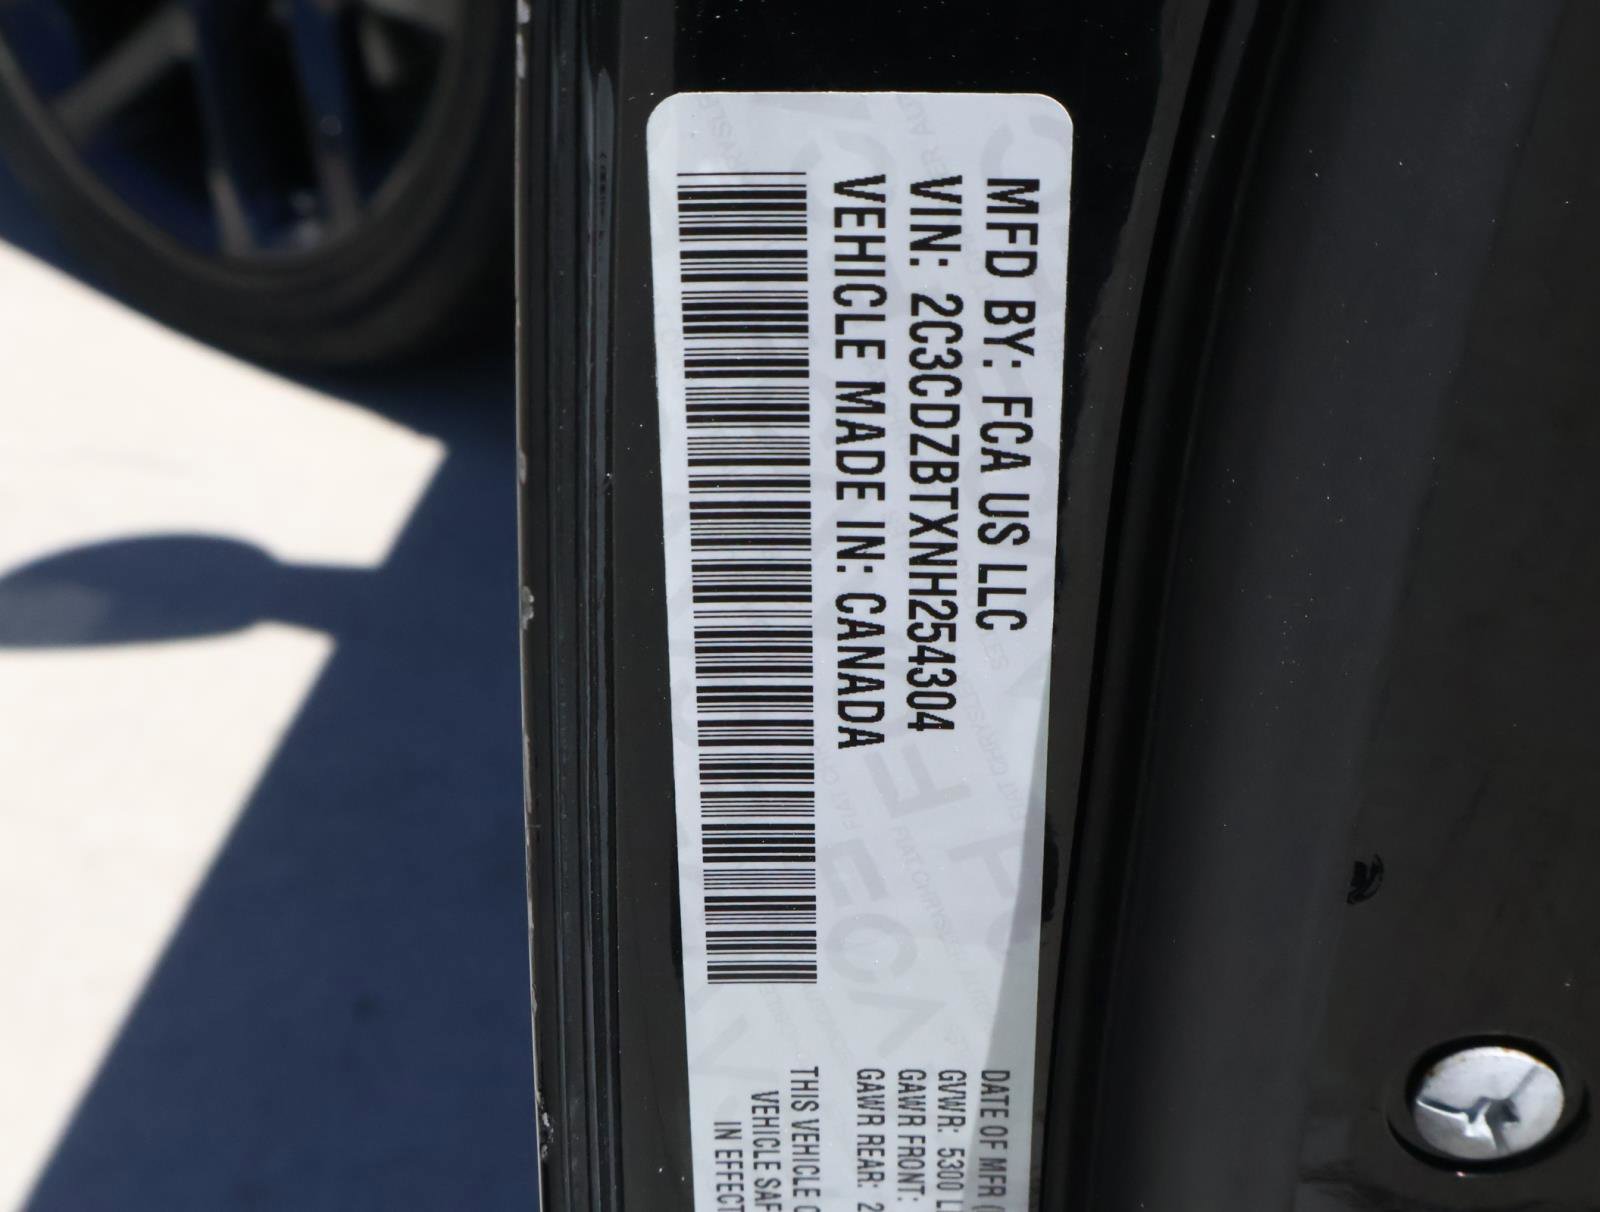 MFD BY: FCA US LLC
VIN: 2C3CDZBTXNH254304
VEHICLE MADE IN: CANADA
DATE OF MFR
GVWR: 5300
GAWR FRONT:
GAWR REAR:
THIS VEHICLE
VEHICLE
IN EFFECT